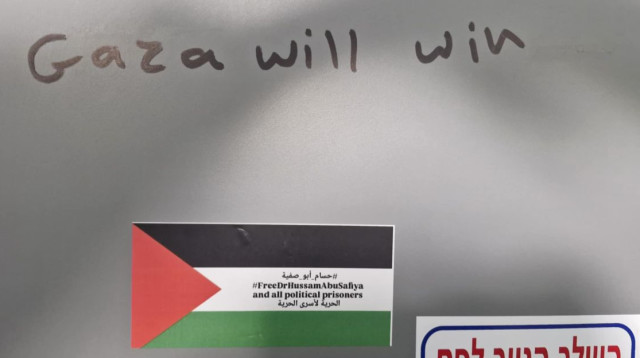 Gaza will win
#حسام_أبو_صفية
#FreeDrHussamAbuSafiya
and all political prisoners
الحرية لأسرى الحرية